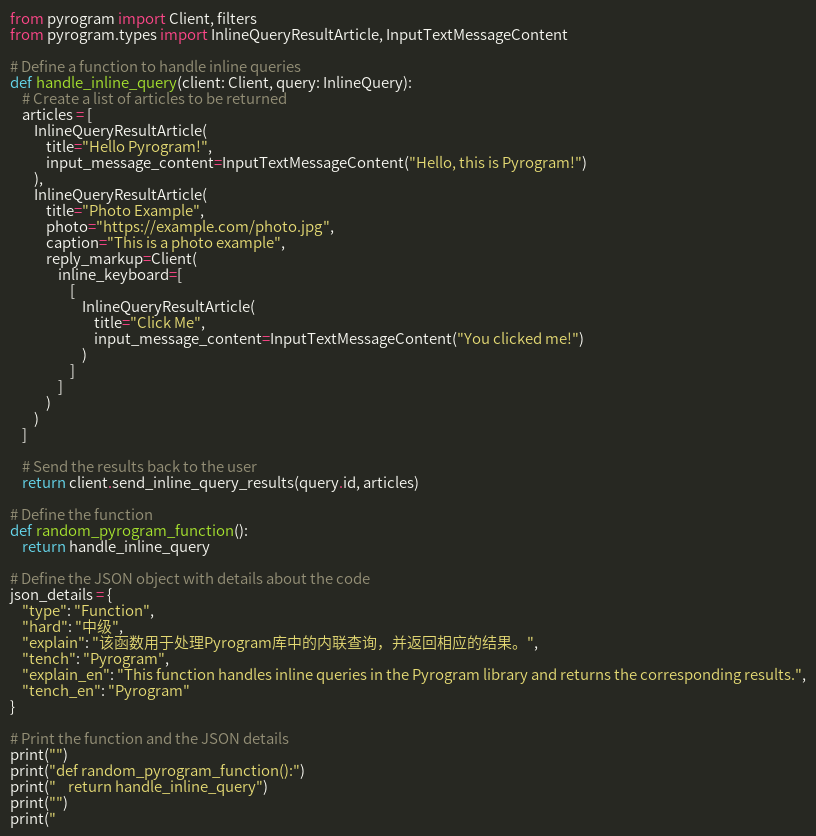 from pyrogram import Client, filters
from pyrogram.types import InlineQueryResultArticle, InputTextMessageContent

# Define a function to handle inline queries
def handle_inline_query(client: Client, query: InlineQuery):
    # Create a list of articles to be returned
    articles = [
        InlineQueryResultArticle(
            title="Hello Pyrogram!",
            input_message_content=InputTextMessageContent("Hello, this is Pyrogram!")
        ),
        InlineQueryResultArticle(
            title="Photo Example",
            photo="https://example.com/photo.jpg",
            caption="This is a photo example",
            reply_markup=Client(
                inline_keyboard=[
                    [
                        InlineQueryResultArticle(
                            title="Click Me",
                            input_message_content=InputTextMessageContent("You clicked me!")
                        )
                    ]
                ]
            )
        )
    ]

    # Send the results back to the user
    return client.send_inline_query_results(query.id, articles)

# Define the function
def random_pyrogram_function():
    return handle_inline_query

# Define the JSON object with details about the code
json_details = {
    "type": "Function",
    "hard": "中级",
    "explain": "该函数用于处理Pyrogram库中的内联查询，并返回相应的结果。",
    "tench": "Pyrogram",
    "explain_en": "This function handles inline queries in the Pyrogram library and returns the corresponding results.",
    "tench_en": "Pyrogram"
}

# Print the function and the JSON details
print("")
print("def random_pyrogram_function():")
print("    return handle_inline_query")
print("")
print("